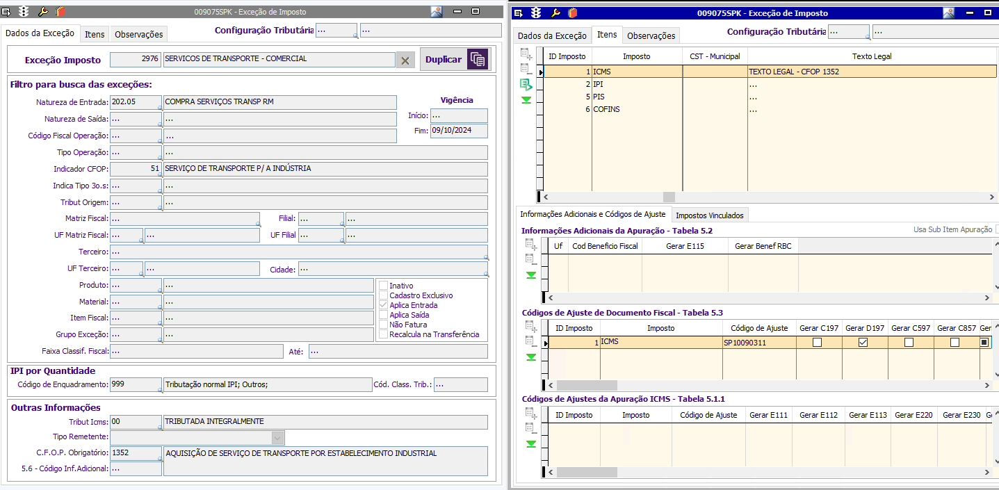 009075SPK - Exceção de Imposto
Dados da Exceção Itens Observações
Configuração Tributária ... ...
Exceção Imposto 2976 SERVICOS DE TRANSPORTE - COMERCIAL
Duplicar
Filtro para busca das exceções:
Natureza de Entrada: 202.05 COMPRA SERVIÇOS TRANSP RM
Vigência
Natureza de Saída: ... ...
Início: ...
Código Fiscal Operação: ... ...
Fim: 09/10/2024
Tipo Operação: ... ...
Indicador CFOP: 51 SERVIÇO DE TRANSPORTE P/ A INDÚSTRIA
Indica Tipo 3o.s: ... ...
Tribut Origem: ... ...
Matriz Fiscal: ... Filial: ... ...
UF Matriz Fiscal: ... ... UF Filial ... ...
Terceiro: ...
UF Terceiro: ... ... Cidade: ...
Produto: ... ...
Material: ... ...
Item Fiscal: ... ...
Grupo Exceção: ... ...
Inativo
Cadastro Exclusivo
Aplica Entrada
Aplica Saída
Não Fatura
Recalcula na Transferência
Faixa Classif. Fiscal: ... Até: ...
IPI por Quantidade
Código de Enquadramento: 999 Tributação normal IPI; Outros; Cód. Class. Trib.: ...
Outras Informações
Tribut Icms: 00 TRIBUTADA INTEGRALMENTE
Tipo Remetente:
C.F.O.P. Obrigatório: 1352 AQUISIÇÃO DE SERVIÇO DE TRANSPORTE POR ESTABELECIMENTO INDUSTRIAL
5.6 - Código Inf.Adicional: ...
009075SPK - Exceção de Imposto
Dados da Exceção Itens Observações
Configuração Tributária ... ...
ID Imposto Imposto CST - Municipal Texto Legal
1 ICMS TEXTO LEGAL - CFOP 1352
2 IPI ...
5 PIS ...
6 COFINS ...
Informações Adicionais e Códigos de Ajuste Impostos Vinculados
Informações Adicionais da Apuração - Tabela 5.2
Usa Sub Item Apuração
Uf Cod Beneficio Fiscal Gerar E115 Gerar Benef RBC
Códigos de Ajuste de Documento Fiscal - Tabela 5.3
ID Imposto Imposto Código de Ajuste Gerar C197 Gerar D197 Gerar C597 Gerar C857 Ger
1 ICMS SP10090311
Códigos de Ajustes da Apuração ICMS - Tabela 5.1.1
ID Imposto Imposto Código de Ajuste Gerar E111 Gerar E112 Gerar E113 Gerar E220 Gerar E230